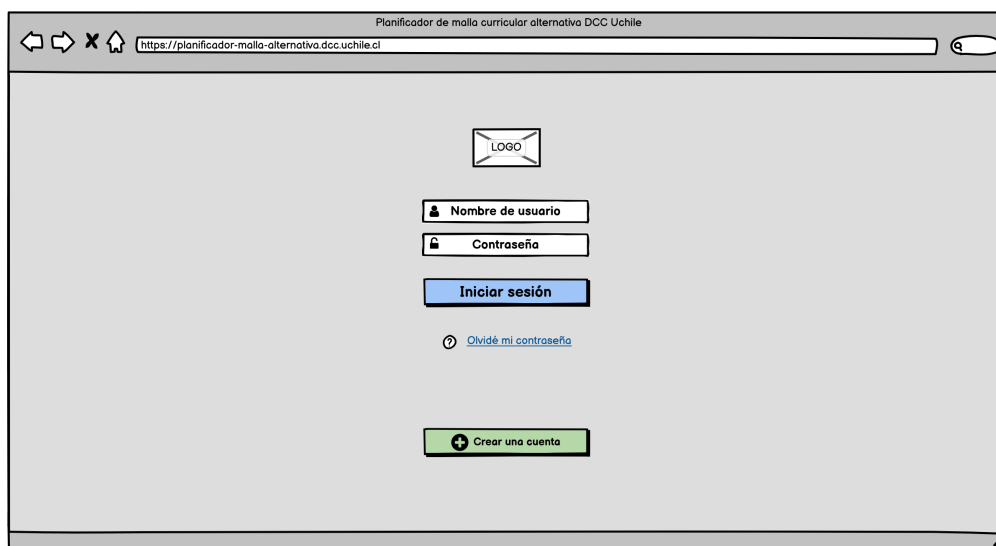 Planificador de malla curricular alternativa DCC Uchile
https://planificador-malla-alternativa.dcc.uchile.cl
LOGO
Nombre de usuario
Contraseña
Iniciar sesión
Olvidé mi contraseña
Crear una cuenta